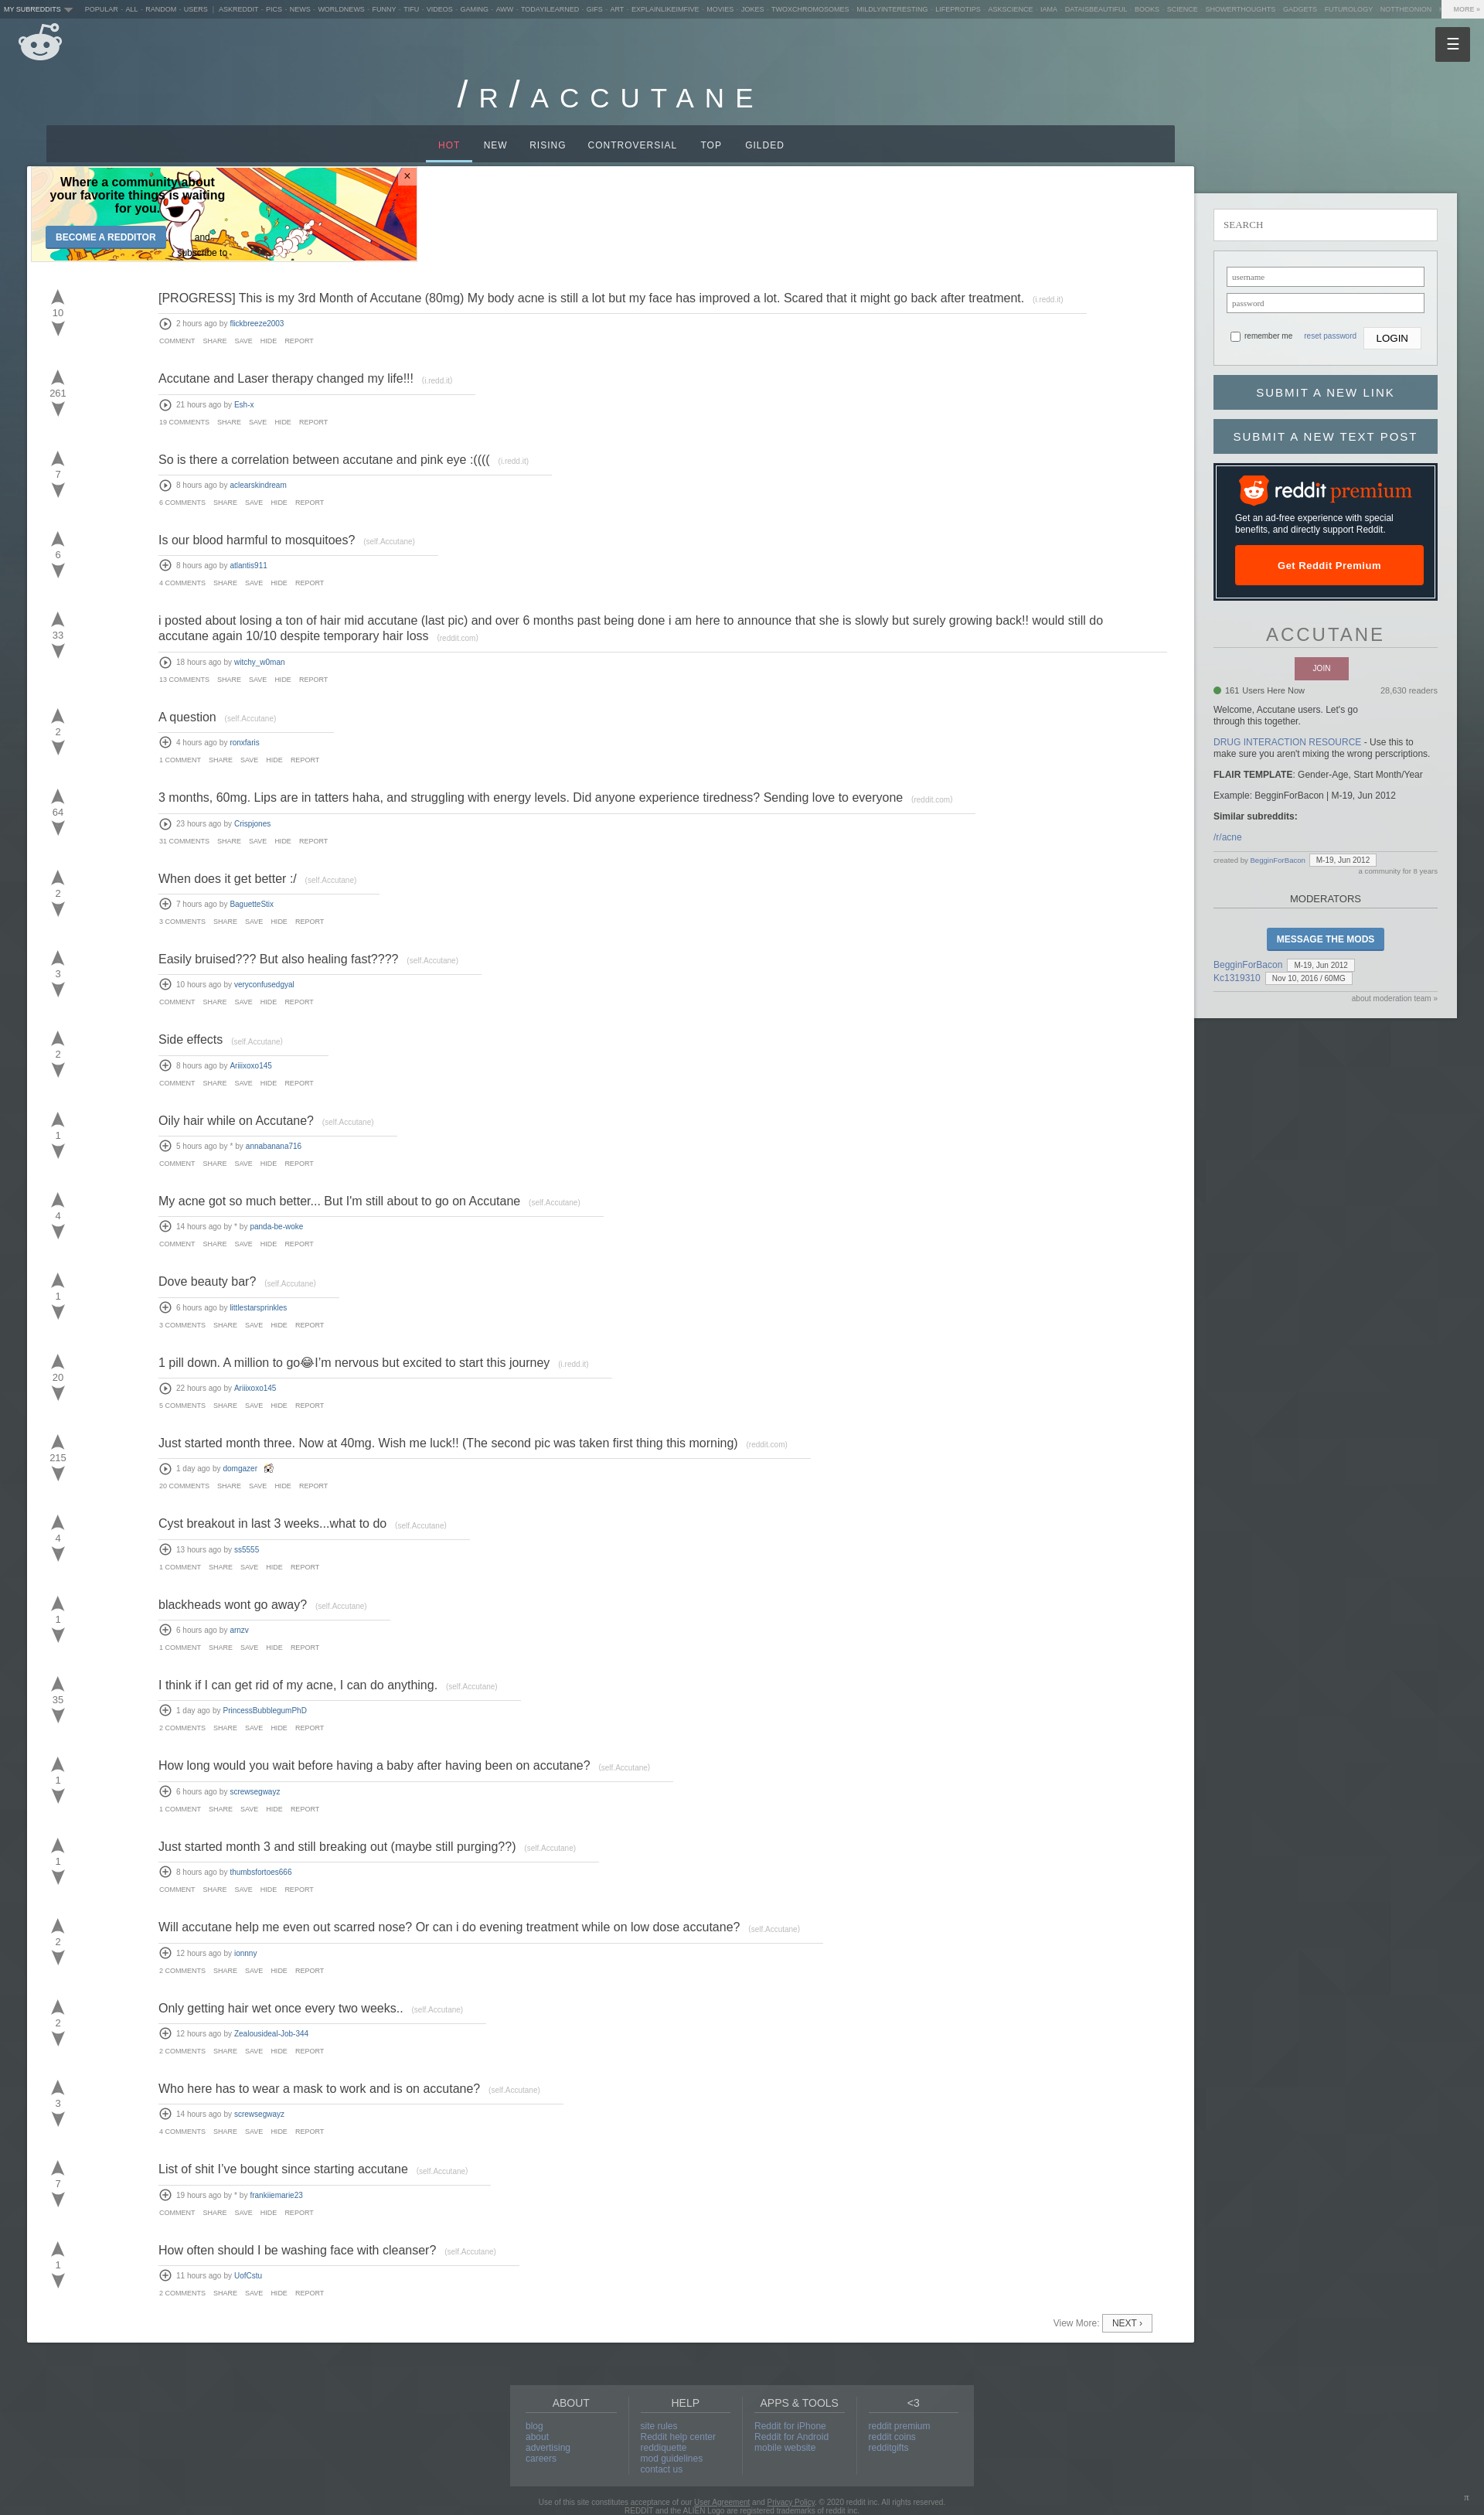 MY SUBREDDITS POPULAR - ALL - RANDOM - USERS | ASKREDDIT - PICS - NEWS - WORLDNEWS - FUNNY - TIFU - VIDEOS - GAMING - AWW - TODAYILEARNED - GIFS - ART - EXPLAINLIKEIMFIVE - MOVIES - JOKES - TWOXCHROMOSOMES - MILDLYINTERESTING - LIFEPROTIPS - ASKSCIENCE - IAMA - DATAISBEAUTIFUL - BOOKS - SCIENCE - SHOWERTHOUGHTS - GADGETS - FUTUROLOGY - NOTTHEONION MORE »
☰
/R/ACCUTANE
HOT NEW RISING CONTROVERSIAL TOP GILDED
Where a community about
your favorite things is waiting
for you.
×
BECOME A REDDITOR and
subscribe to
10
[PROGRESS] This is my 3rd Month of Accutane (80mg) My body acne is still a lot but my face has improved a lot. Scared that it might go back after treatment. (i.redd.it)
2 hours ago by flickbreeze2003
COMMENT SHARE SAVE HIDE REPORT
261
Accutane and Laser therapy changed my life!!! (i.redd.it)
21 hours ago by Esh-x
19 COMMENTS SHARE SAVE HIDE REPORT
7
So is there a correlation between accutane and pink eye :(((( (i.redd.it)
8 hours ago by aclearskindream
6 COMMENTS SHARE SAVE HIDE REPORT
6
Is our blood harmful to mosquitoes? (self.Accutane)
8 hours ago by atlantis911
4 COMMENTS SHARE SAVE HIDE REPORT
33
i posted about losing a ton of hair mid accutane (last pic) and over 6 months past being done i am here to announce that she is slowly but surely growing back!! would still do
accutane again 10/10 despite temporary hair loss (reddit.com)
18 hours ago by witchy_w0man
13 COMMENTS SHARE SAVE HIDE REPORT
2
A question (self.Accutane)
4 hours ago by ronxfaris
1 COMMENT SHARE SAVE HIDE REPORT
64
3 months, 60mg. Lips are in tatters haha, and struggling with energy levels. Did anyone experience tiredness? Sending love to everyone (reddit.com)
23 hours ago by Crispjones
31 COMMENTS SHARE SAVE HIDE REPORT
2
When does it get better :/ (self.Accutane)
7 hours ago by BaguetteStix
3 COMMENTS SHARE SAVE HIDE REPORT
3
Easily bruised??? But also healing fast???? (self.Accutane)
10 hours ago by veryconfusedgyal
COMMENT SHARE SAVE HIDE REPORT
2
Side effects (self.Accutane)
8 hours ago by Ariiixoxo145
COMMENT SHARE SAVE HIDE REPORT
1
Oily hair while on Accutane? (self.Accutane)
5 hours ago by * by annabanana716
COMMENT SHARE SAVE HIDE REPORT
4
My acne got so much better... But I'm still about to go on Accutane (self.Accutane)
14 hours ago by * by panda-be-woke
COMMENT SHARE SAVE HIDE REPORT
1
Dove beauty bar? (self.Accutane)
6 hours ago by littlestarsprinkles
3 COMMENTS SHARE SAVE HIDE REPORT
20
1 pill down. A million to go😂I'm nervous but excited to start this journey (i.redd.it)
22 hours ago by Ariiixoxo145
5 COMMENTS SHARE SAVE HIDE REPORT
215
Just started month three. Now at 40mg. Wish me luck!! (The second pic was taken first thing this morning) (reddit.com)
1 day ago by domgazer
20 COMMENTS SHARE SAVE HIDE REPORT
4
Cyst breakout in last 3 weeks...what to do (self.Accutane)
13 hours ago by ss5555
1 COMMENT SHARE SAVE HIDE REPORT
1
blackheads wont go away? (self.Accutane)
6 hours ago by arnzv
1 COMMENT SHARE SAVE HIDE REPORT
35
I think if I can get rid of my acne, I can do anything. (self.Accutane)
1 day ago by PrincessBubblegumPhD
2 COMMENTS SHARE SAVE HIDE REPORT
1
How long would you wait before having a baby after having been on accutane? (self.Accutane)
6 hours ago by screwsegwayz
1 COMMENT SHARE SAVE HIDE REPORT
1
Just started month 3 and still breaking out (maybe still purging??) (self.Accutane)
8 hours ago by thumbsfortoes666
COMMENT SHARE SAVE HIDE REPORT
2
Will accutane help me even out scarred nose? Or can i do evening treatment while on low dose accutane? (self.Accutane)
12 hours ago by ionnny
2 COMMENTS SHARE SAVE HIDE REPORT
2
Only getting hair wet once every two weeks.. (self.Accutane)
12 hours ago by Zealousideal-Job-344
2 COMMENTS SHARE SAVE HIDE REPORT
3
Who here has to wear a mask to work and is on accutane? (self.Accutane)
14 hours ago by screwsegwayz
4 COMMENTS SHARE SAVE HIDE REPORT
7
List of shit I've bought since starting accutane (self.Accutane)
19 hours ago by * by frankiiemarie23
COMMENT SHARE SAVE HIDE REPORT
1
How often should I be washing face with cleanser? (self.Accutane)
11 hours ago by UofCstu
2 COMMENTS SHARE SAVE HIDE REPORT
View More: NEXT ›
SEARCH
username
password
remember me reset password LOGIN
SUBMIT A NEW LINK
SUBMIT A NEW TEXT POST
reddit premium
Get an ad-free experience with special
benefits, and directly support Reddit.
Get Reddit Premium
ACCUTANE
JOIN
161 Users Here Now 28,630 readers
Welcome, Accutane users. Let's go
through this together.
DRUG INTERACTION RESOURCE - Use this to
make sure you aren't mixing the wrong perscriptions.
FLAIR TEMPLATE: Gender-Age, Start Month/Year
Example: BegginForBacon | M-19, Jun 2012
Similar subreddits:
/r/acne
created by BegginForBacon M-19, Jun 2012
a community for 8 years
MODERATORS
MESSAGE THE MODS
BegginForBacon M-19, Jun 2012
Kc1319310 Nov 10, 2016 / 60MG
about moderation team »
ABOUT
blog
about
advertising
careers
HELP
site rules
Reddit help center
reddiquette
mod guidelines
contact us
APPS & TOOLS
Reddit for iPhone
Reddit for Android
mobile website
<3
reddit premium
reddit coins
redditgifts
Use of this site constitutes acceptance of our User Agreement and Privacy Policy. © 2020 reddit inc. All rights reserved.
REDDIT and the ALIEN Logo are registered trademarks of reddit inc.
π